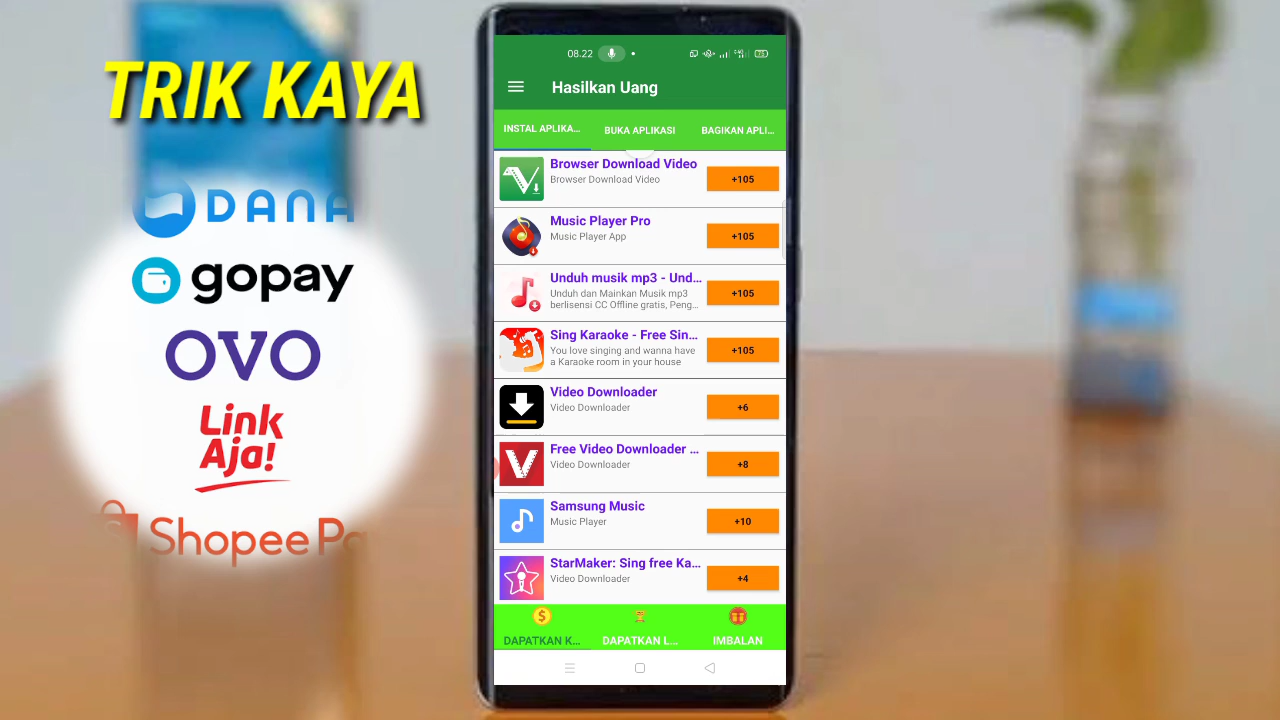 TRIK KAYA
DANA
gopay
OVO
Link
Aja!
ShopeePa
08.22
Hasilkan Uang
INSTAL APLIKA...
BUKA APLIKASI
BAGIKAN APLI...
Browser Download Video
Browser Download Video
+105
Music Player Pro
Music Player App
+105
Unduh musik mp3 - Und...
Unduh dan Mainkan Musik mp3
berlisensi CC Offline gratis, Peng...
+105
Sing Karaoke - Free Sin...
You love singing and wanna have
a Karaoke room in your house
+105
Video Downloader
Video Downloader
+6
Free Video Downloader ...
Video Downloader
+8
Samsung Music
Music Player
+10
StarMaker: Sing free Ka...
Video Downloader
+4
DAPATKAN K...
DAPATKAN L...
IMBALAN